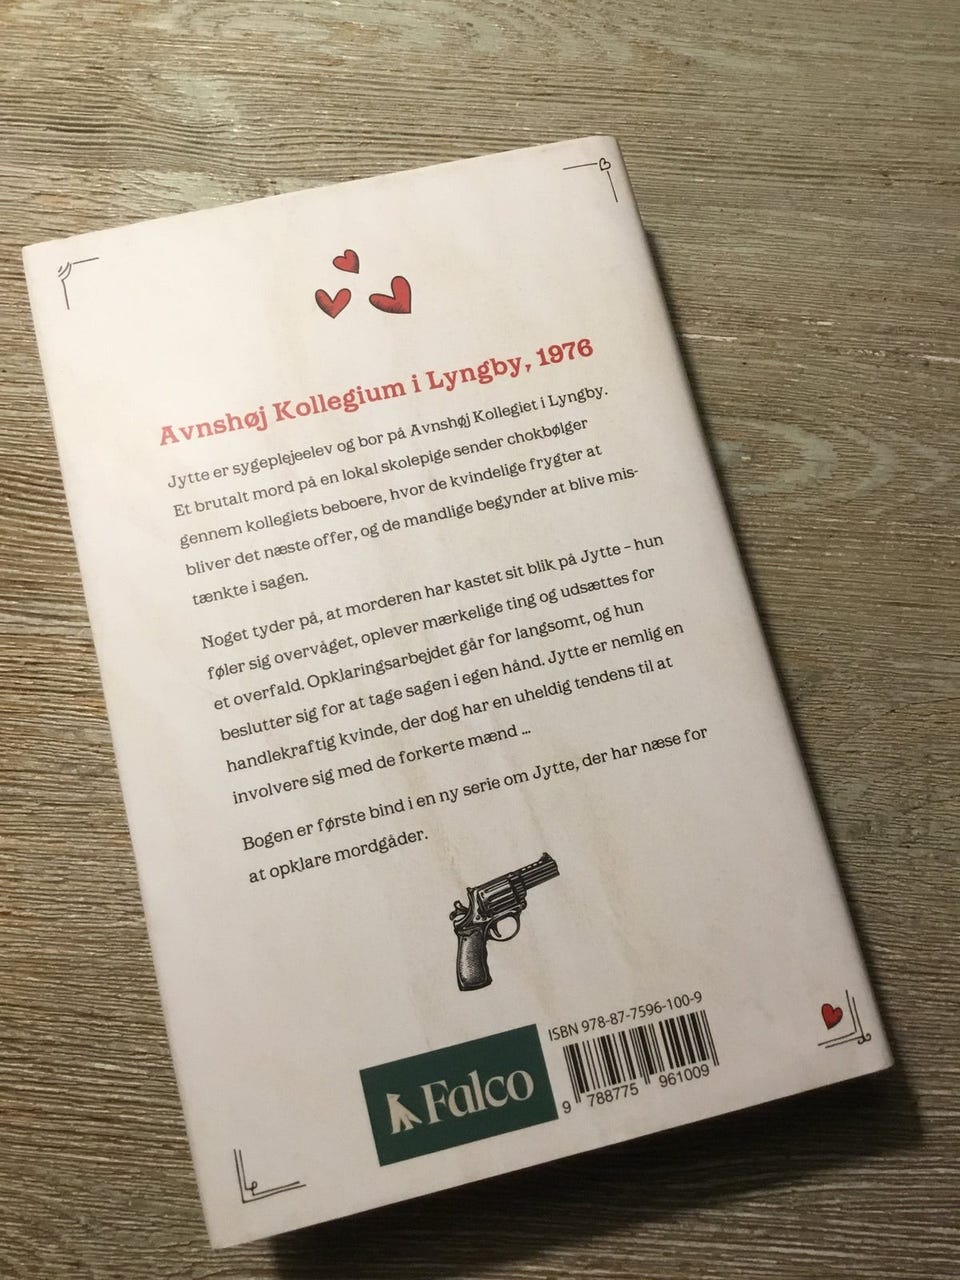 Avnshøj Kollegium i Lyngby, 1976
Jytte er sygeplejeelev og bor på Avnshøj Kollegiet i Lyngby.
Et brutalt mord på en lokal skolepige sender chokbølger
gennem kollegiets beboere, hvor de kvindelige frygter at
bliver det næste offer, og de mandlige begynder at blive mis-
tænkte i sagen.
Noget tyder på, at morderen har kastet sit blik på Jytte – hun
føler sig overvåget, oplever mærkelige ting og udsættes for
et overfald. Opklaringsarbejdet går for langsomt, og hun
beslutter sig for at tage sagen i egen hånd. Jytte er nemlig en
handlekraftig kvinde, der dog har en uheldig tendens til at
involvere sig med de forkerte mænd ...
Bogen er første bind i en ny serie om Jytte, der har næse for
at opklare mordgåder.
ISBN 978-87-7596-100-9
Falco
9 788775 961009